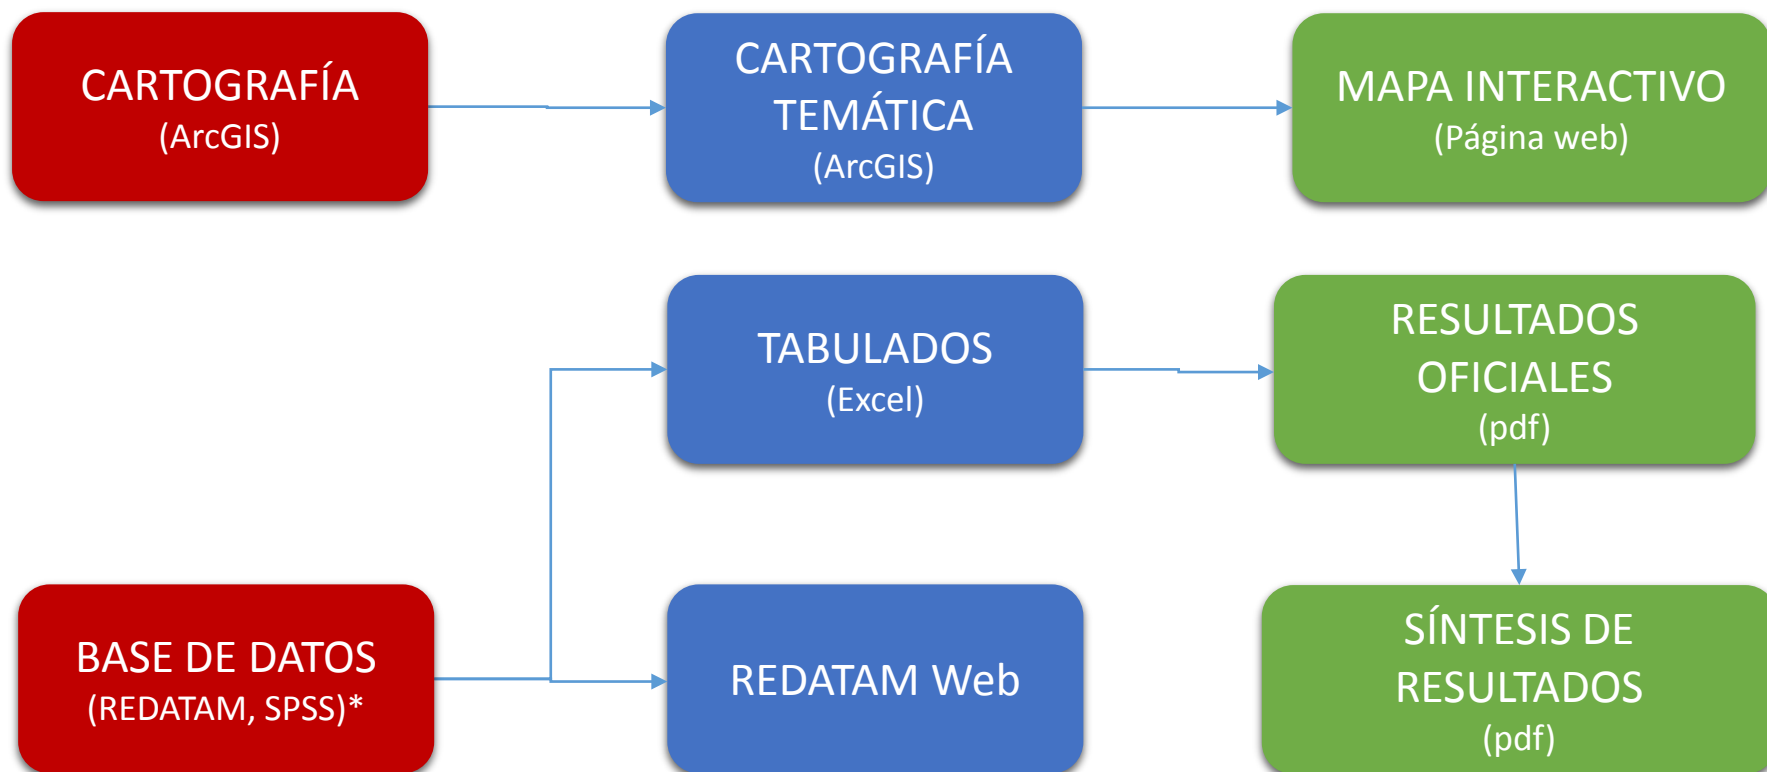 CARTOGRAFÍA
(ArcGIS)
CARTOGRAFÍA
TEMÁTICA
(ArcGIS)
MAPA INTERACTIVO
(Página web)
TABULADOS
(Excel)
RESULTADOS
OFICIALES
(pdf)
BASE DE DATOS
(REDATAM, SPSS)*
REDATAM Web
SÍNTESIS DE
RESULTADOS
(pdf)